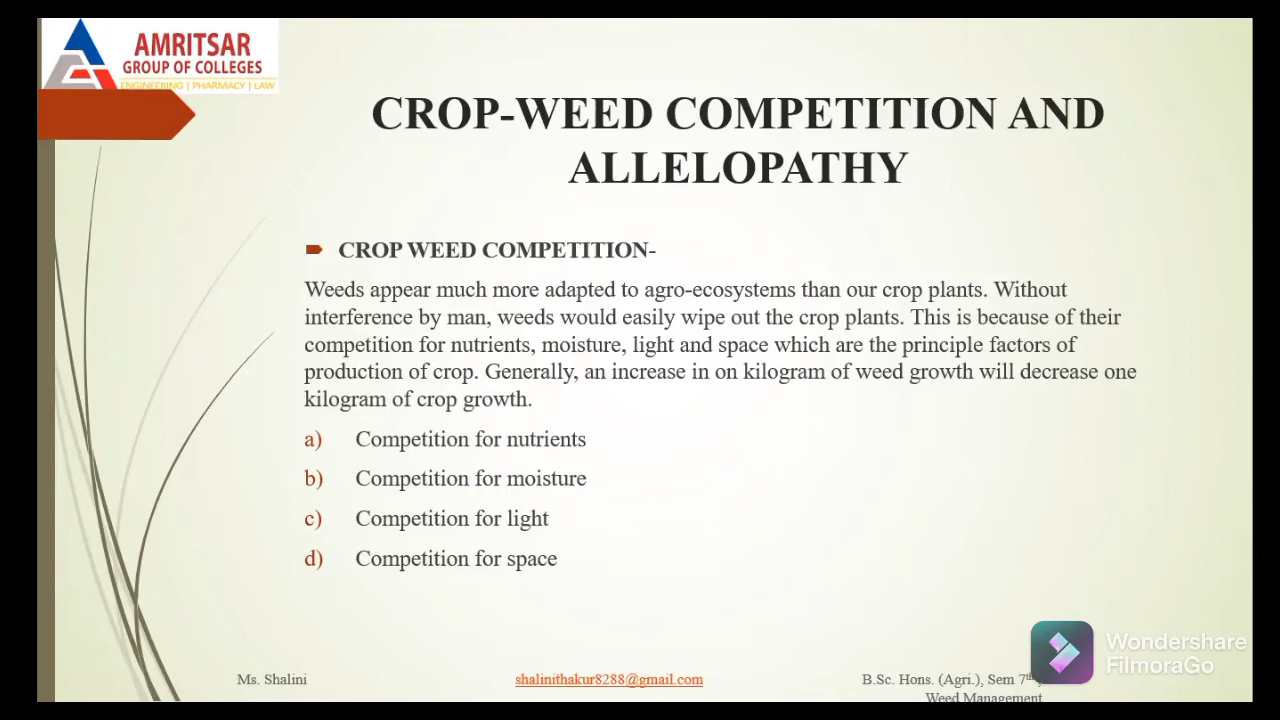 AMRITSAR
GROUP OF COLLEGES
ENGINEERING | PHARMACY | LAW
CROP-WEED COMPETITION AND
ALLELOPATHY
CROP WEED COMPETITION-
Weeds appear much more adapted to agro-ecosystems than our crop plants. Without
interference by man, weeds would easily wipe out the crop plants. This is because of their
competition for nutrients, moisture, light and space which are the principle factors of
production of crop. Generally, an increase in on kilogram of weed growth will decrease one
kilogram of crop growth.
a) Competition for nutrients
b) Competition for moisture
c) Competition for light
d) Competition for space
Wondershare
FilmoraGo
Ms. Shalini shalinithakur8288@gmail.com B.Sc. Hons. (Agri.), Sem 7th
Weed Management